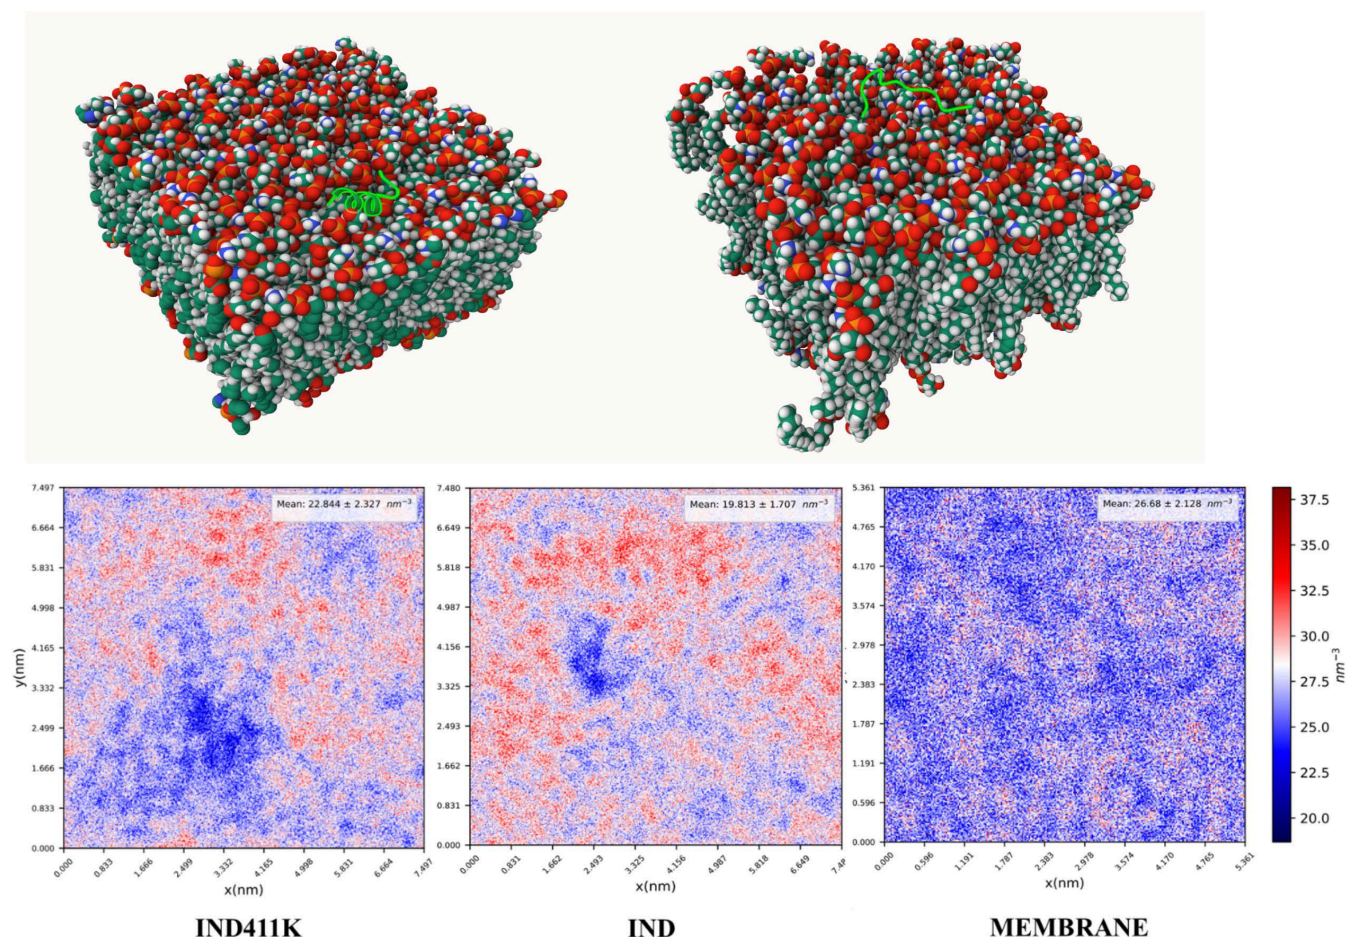 7.497
6.664
5.831
4.998
4.165
3.332
2.499
1.666
0.833
0.000
y(nm)
Mean: 22.844 ± 2.327 nm⁻³
0.000 0.833 1.666 2.499 3.332 4.165 4.998 5.831 6.664 7.497
x(nm)
7.480
6.649
5.818
4.987
4.156
3.325
2.493
1.662
0.831
0.000
Mean: 19.813 ± 1.707 nm⁻³
0.000 0.831 1.662 2.493 3.325 4.156 4.987 5.818 6.649
x(nm)
5.361
4.765
4.170
3.574
2.978
2.383
1.787
1.191
0.596
0.000
Mean: 26.68 ± 2.128 nm⁻³
0.000 0.596 1.191 1.787 2.383 2.978 3.574 4.170 4.765 5.361
x(nm)
37.5
35.0
32.5
30.0
27.5
25.0
22.5
20.0
nm⁻³
IND411K
IND
MEMBRANE